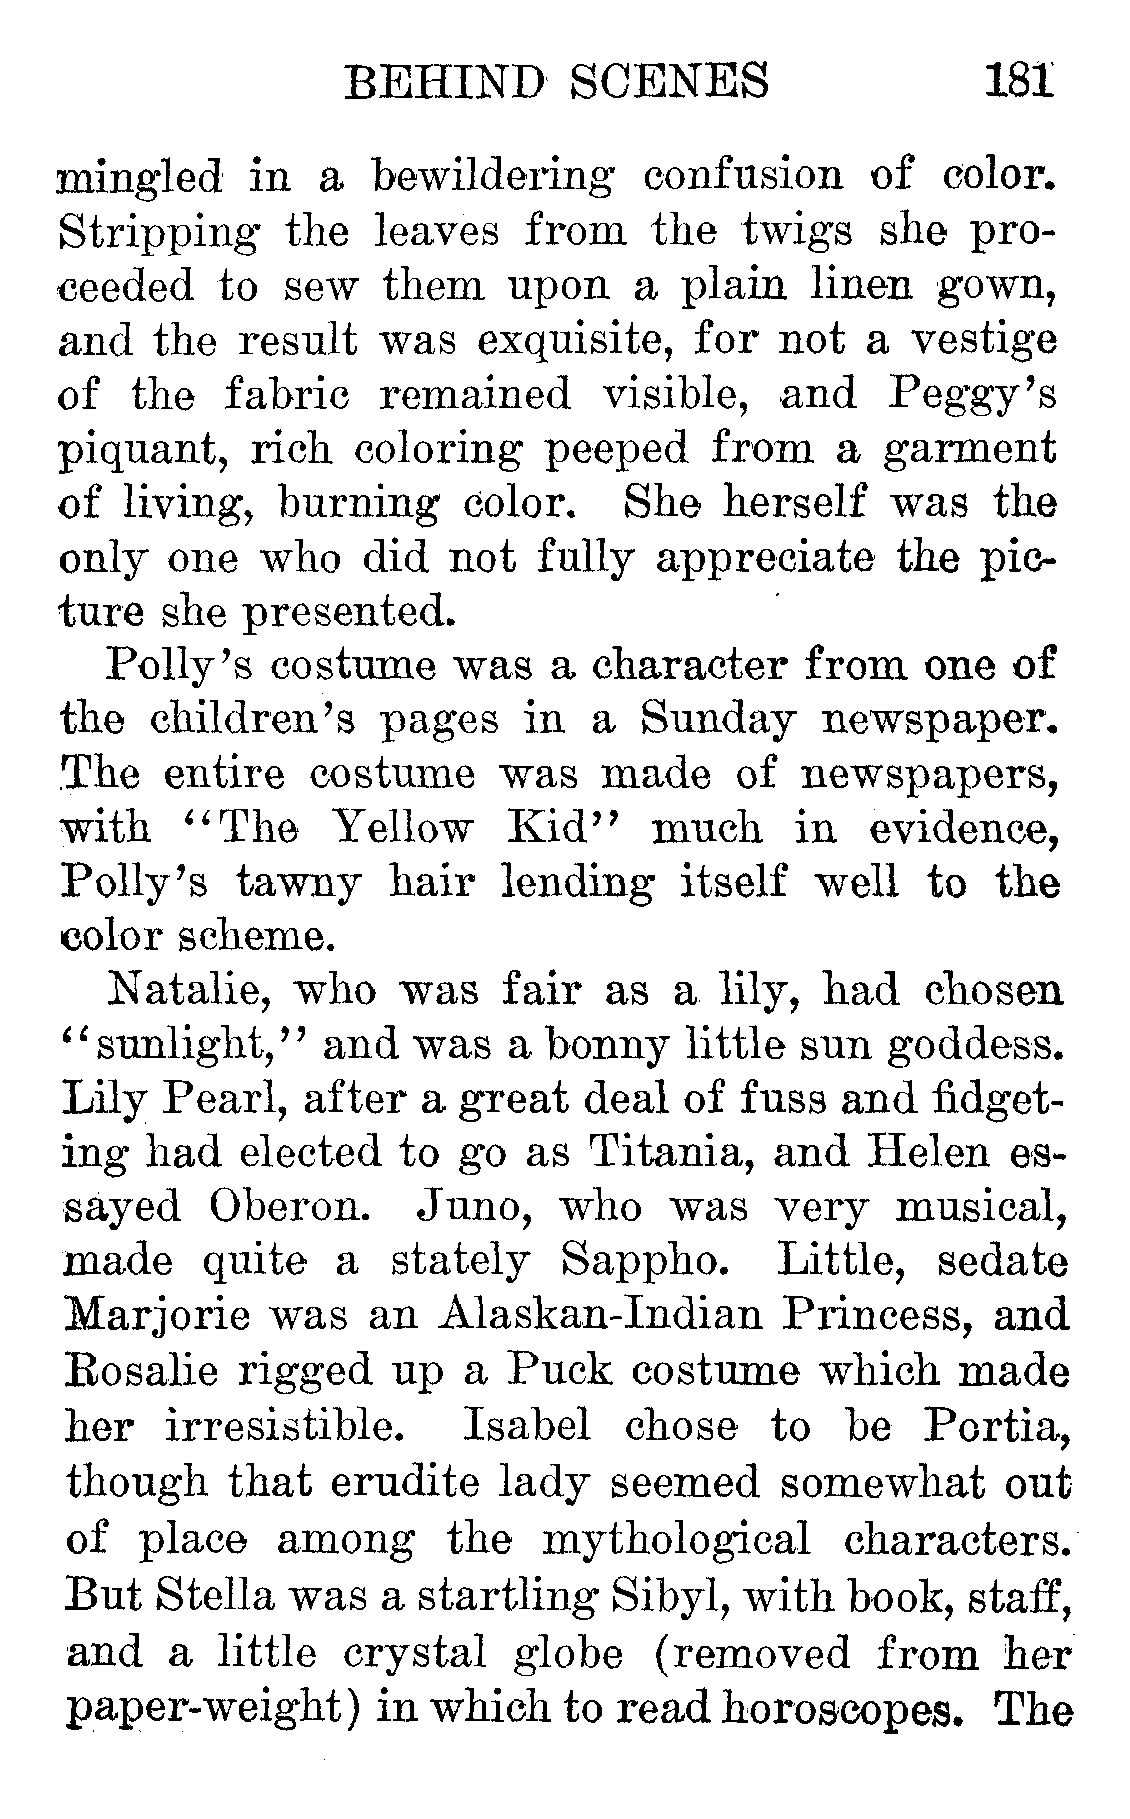 BEHIND SCENES 181
mingled in a bewildering confusion of color.
Stripping the leaves from the twigs she pro-
ceeded to sew them upon a plain linen gown,
and the result was exquisite, for not a vestige
of the fabric remained visible, and Peggy's
piquant, rich coloring peeped from a garment
of living, burning color. She herself was the
only one who did not fully appreciate the pic-
ture she presented.
Polly's costume was a character from one of
the children's pages in a Sunday newspaper.
The entire costume was made of newspapers,
with "The Yellow Kid" much in evidence,
Polly's tawny hair lending itself well to the
color scheme.
Natalie, who was fair as a lily, had chosen
"sunlight," and was a bonny little sun goddess.
Lily Pearl, after a great deal of fuss and fidget-
ing had elected to go as Titania, and Helen es-
sayed Oberon. Juno, who was very musical,
made quite a stately Sappho. Little, sedate
Marjorie was an Alaskan-Indian Princess, and
Rosalie rigged up a Puck costume which made
her irresistible. Isabel chose to be Portia,
though that erudite lady seemed somewhat out
of place among the mythological characters.
But Stella was a startling Sibyl, with book, staff,
and a little crystal globe (removed from her
paper-weight) in which to read horoscopes. The